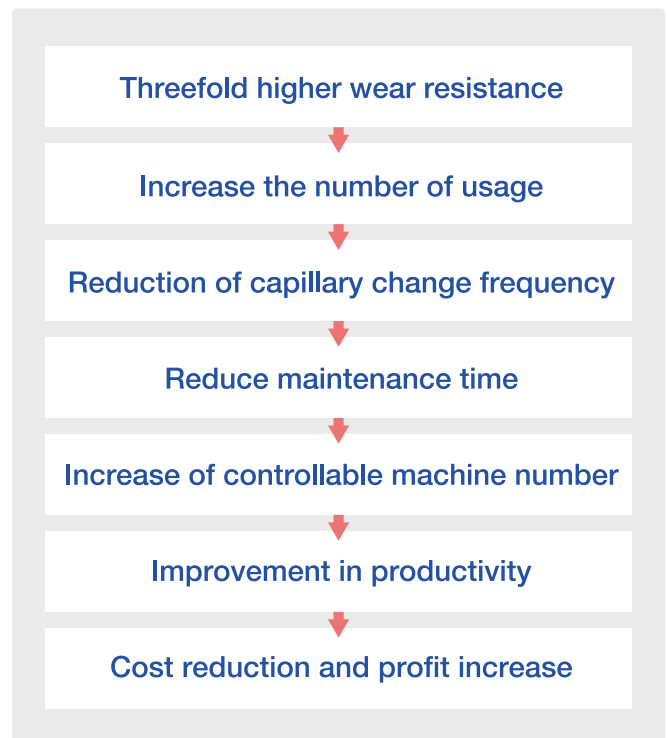 Threefold higher wear resistance
Increase the number of usage
Reduction of capillary change frequency
Reduce maintenance time
Increase of controllable machine number
Improvement in productivity
Cost reduction and profit increase